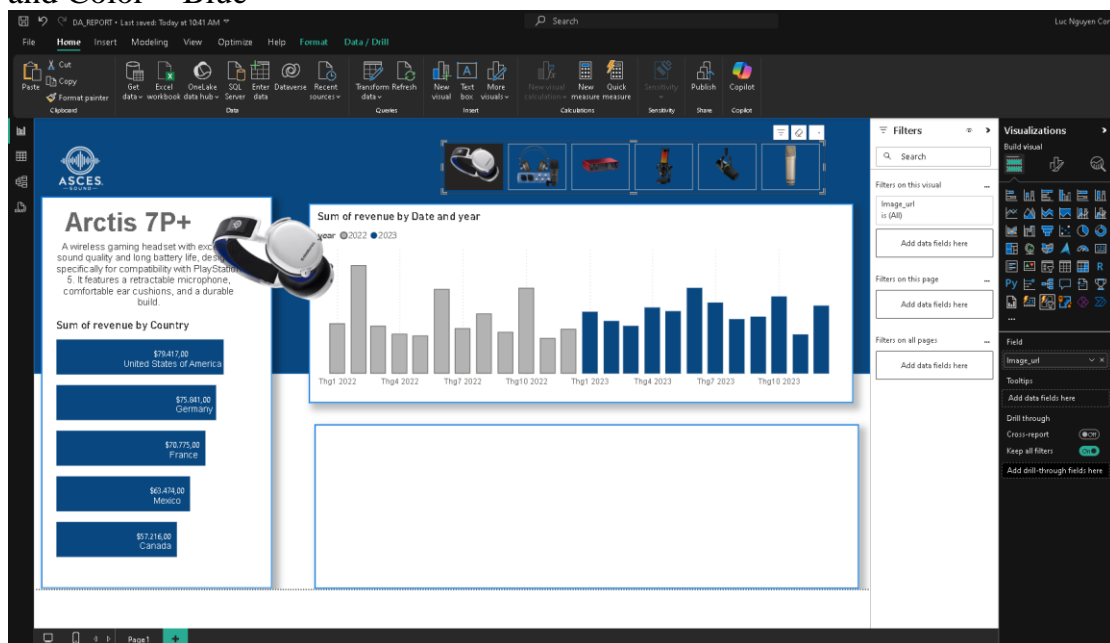 and Color – Blue
DA_REPORT • Last saved: Today at 10:41 AM
Search
Luc Nguyen Con
File Home Insert Modeling View Optimize Help Format Data / Drill
Paste
Cut
Copy
Format painter
Clipboard
Get data
Excel workbook
OneLake data hub
SQL Server
Enter data
Dataverse
Recent sources
Data
Transform data
Refresh
Queries
New visual
Text box
More visuals
Insert
New visual calculation
New measure
Quick measure
Calculations
Sensitivity
Sensitivity
Publish
Share
Copilot
Copilot
ASCES
SOUND
Arctis 7P+
A wireless gaming headset with exc
sound quality and long battery life, desig
specifically for compatibility with PlayStation
5. It features a retractable microphone,
comfortable ear cushions, and a durable
build.
Sum of revenue by Country
$79.417,00
United States of America
$75.841,00
Germany
$70.775,00
France
$63.474,00
Mexico
$57.216,00
Canada
Sum of revenue by Date and year
year 2022 2023
Thg1 2022 Thg4 2022 Thg7 2022 Thg10 2022 Thg1 2023 Thg4 2023 Thg7 2023 Thg10 2023
Filters
Search
Filters on this visual ...
Image_url
is (All)
Add data fields here
Filters on this page ...
Add data fields here
Filters on all pages ...
Add data fields here
Visualizations
Build visual
R
Py
...
Field
Image_url
Tooltips
Add data fields here
Drill through
Cross-report Off
Keep all filters On
Add drill-through fields here
Page1 +